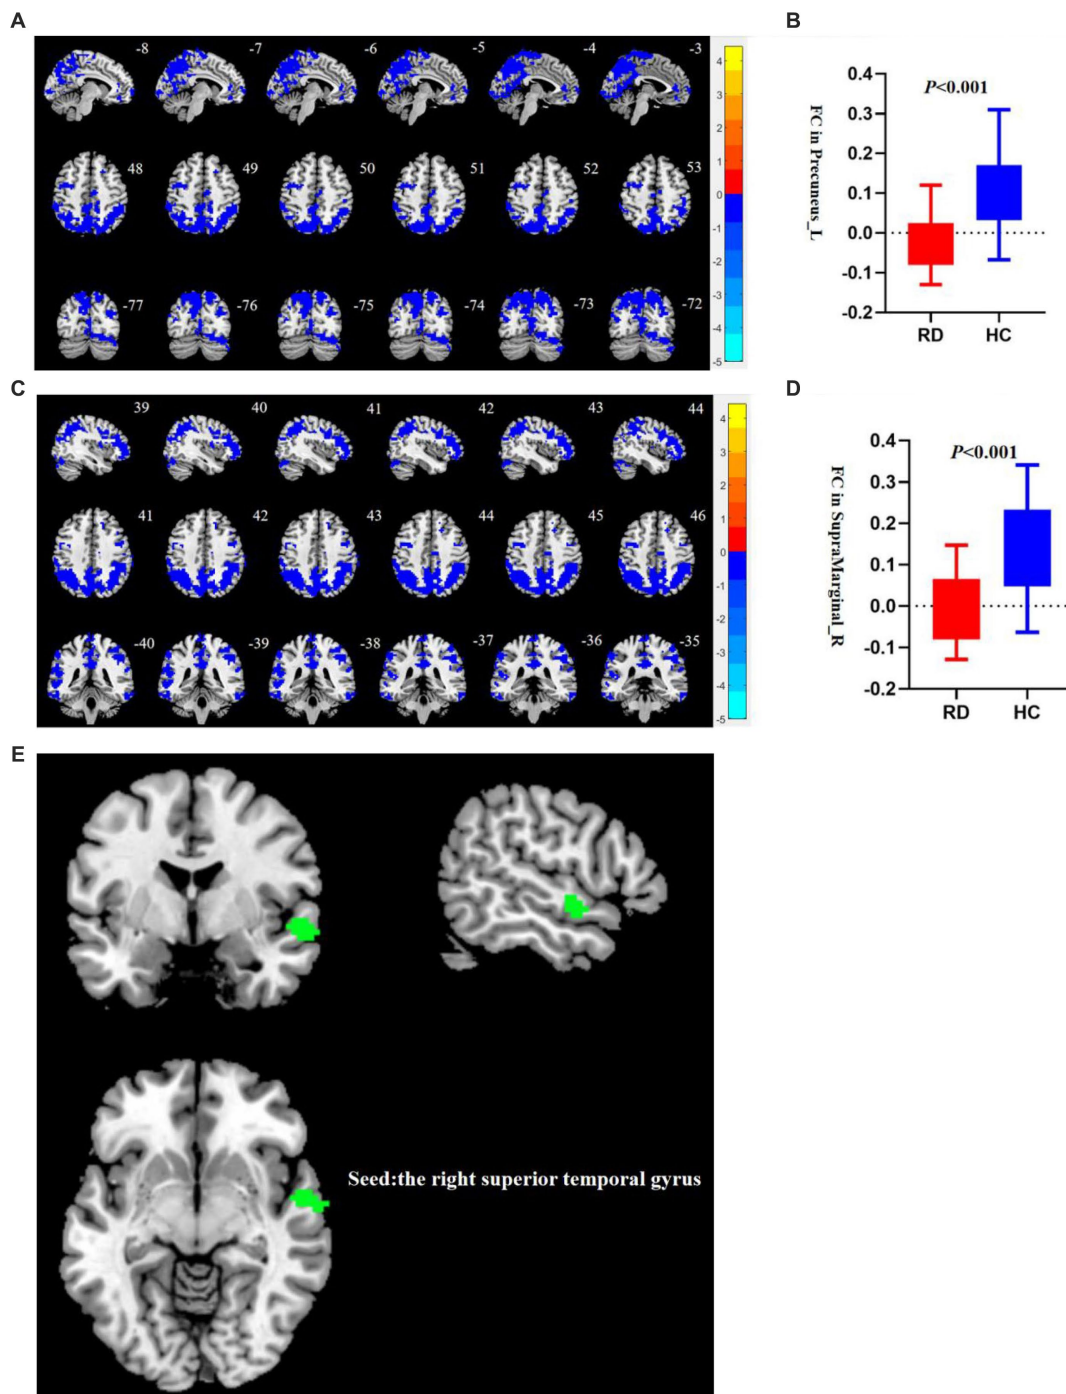 A
B
-8 -7 -6 -5 -4 -3
48 49 50 51 52 53
-77 -76 -75 -74 -73 -72
4
3
2
1
0
-1
-2
-3
-4
-5
P<0.001
FC in Precuneus_L
0.4
0.3
0.2
0.1
0.0
-0.1
-0.2
RD HC
C
D
39 40 41 42 43 44
41 42 43 44 45 46
-40 -39 -38 -37 -36 -35
4
3
2
1
0
-1
-2
-3
-4
-5
P<0.001
FC in SupraMarginal_R
0.4
0.3
0.2
0.1
0.0
-0.1
-0.2
RD HC
E
Seed:the right superior temporal gyrus